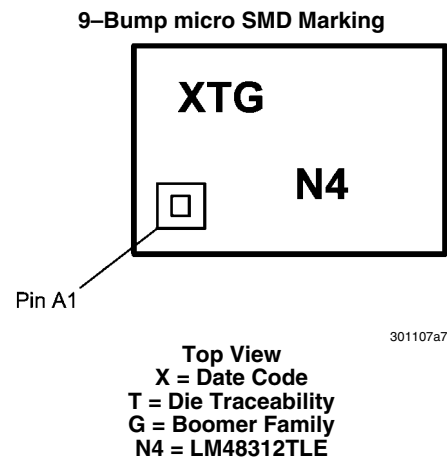 9–Bump micro SMD Marking
XTG
N4
Pin A1
301107a7
Top View
X = Date Code
T = Die Traceability
G = Boomer Family
N4 = LM48312TLE